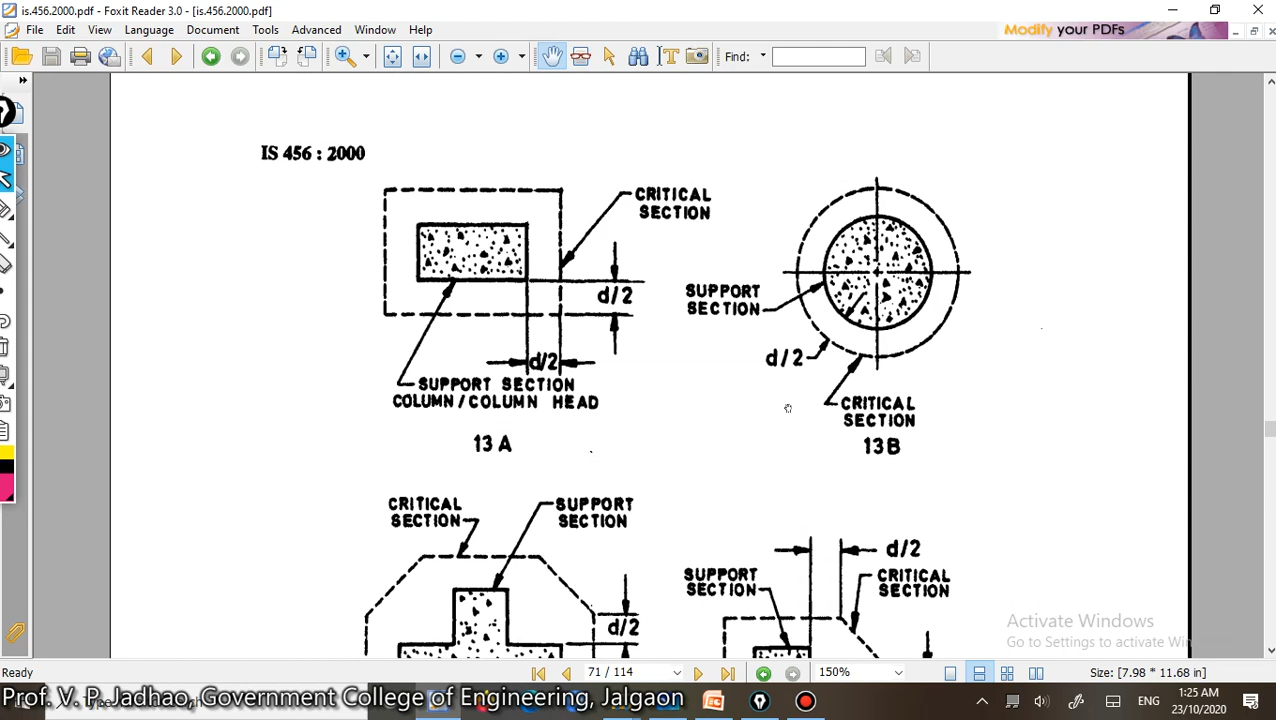 is.456.2000.pdf - Foxit Reader 3.0 - [is.456.2000.pdf]
File Edit View Language Document Tools Advanced Window Help
Modify your PDFs
Find:
IS 456 : 2000
CRITICAL
SECTION
d/2
d/2
SUPPORT SECTION
COLUMN/COLUMN HEAD
13 A
SUPPORT
SECTION
d/2
CRITICAL
SECTION
13B
CRITICAL
SECTION
SUPPORT
SECTION
d/2
d/2
SUPPORT
SECTION
CRITICAL
SECTION
Activate Windows
Go to Settings to activate Win
Ready
71 / 114
150%
Size: [7.98 * 11.68 in]
Prof. V. P.Jadhao, Government College of Engineering, Jalgaon
ENG
1:25 AM
23/10/2020